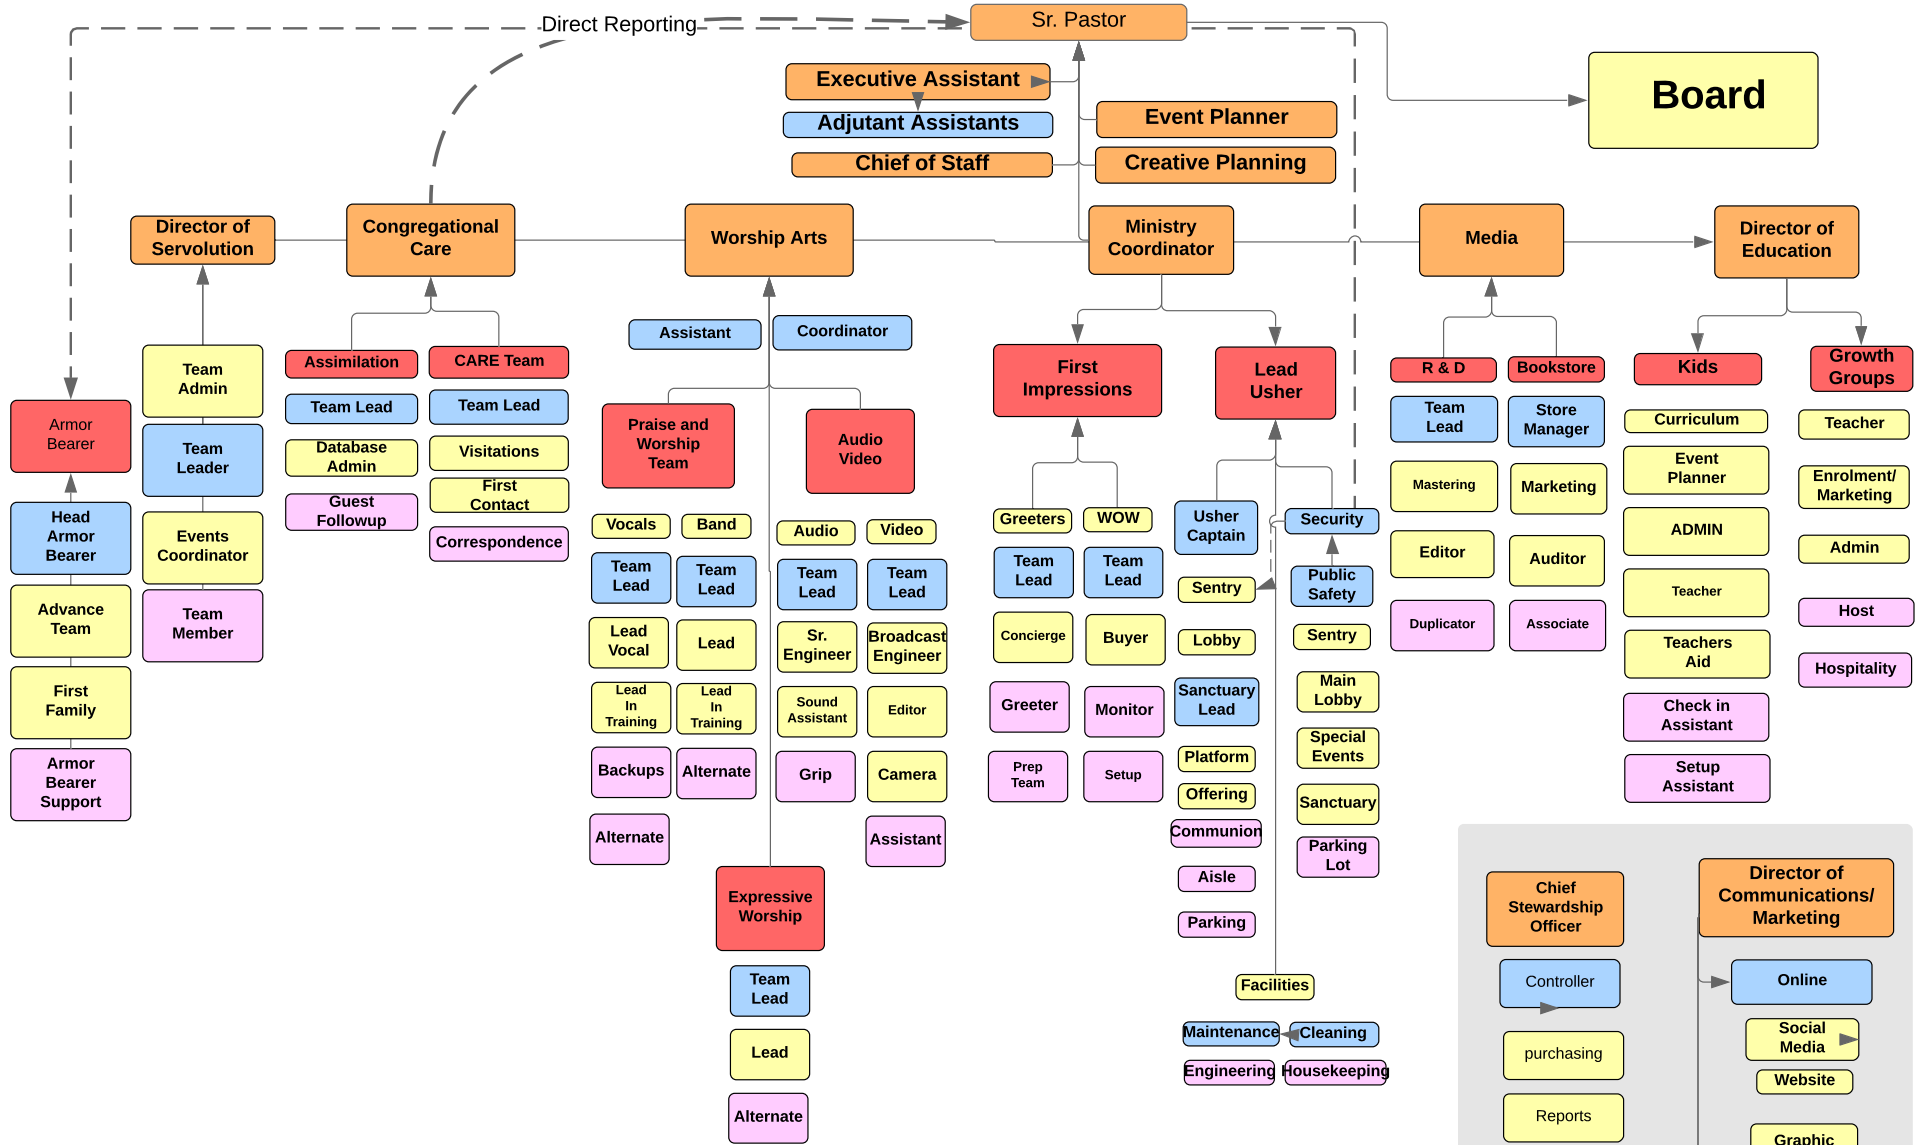 Direct Reporting
Sr. Pastor
Board
Executive Assistant
Adjutant Assistants
Event Planner
Chief of Staff
Creative Planning
Director of
Servolution
Congregational
Care
Worship Arts
Ministry
Coordinator
Media
Director of
Education
Armor
Bearer
Head
Armor
Bearer
Advance
Team
First
Family
Armor
Bearer
Support
Team
Admin
Team
Leader
Events
Coordinator
Team
Member
Assimilation
Team Lead
Database
Admin
Guest
Followup
CARE Team
Team Lead
Visitations
First
Contact
Correspondence
Assistant
Coordinator
Praise and
Worship
Team
Audio
Video
Vocals
Team
Lead
Lead
Vocal
Lead
In
Training
Backups
Alternate
Band
Team
Lead
Lead
Lead
In
Training
Alternate
Audio
Team
Lead
Sr.
Engineer
Sound
Assistant
Grip
Video
Team
Lead
Broadcast
Engineer
Editor
Camera
Assistant
Expressive
Worship
Team
Lead
Lead
Alternate
First
Impressions
Lead
Usher
Greeters
Team
Lead
Concierge
Greeter
Prep
Team
WOW
Team
Lead
Buyer
Monitor
Setup
Usher
Captain
Sentry
Lobby
Sanctuary
Lead
Platform
Offering
Communion
Aisle
Parking
Security
Public
Safety
Sentry
Main
Lobby
Special
Events
Sanctuary
Parking
Lot
Facilities
Maintenance
Cleaning
Engineering
Housekeeping
R & D
Team
Lead
Mastering
Editor
Duplicator
Bookstore
Store
Manager
Marketing
Auditor
Associate
Kids
Curriculum
Event
Planner
ADMIN
Teacher
Teachers
Aid
Check in
Assistant
Setup
Assistant
Growth
Groups
Teacher
Enrolment/
Marketing
Admin
Host
Hospitality
Chief
Stewardship
Officer
Controller
purchasing
Reports
Director of
Communications/
Marketing
Online
Social
Media
Website
Graphic